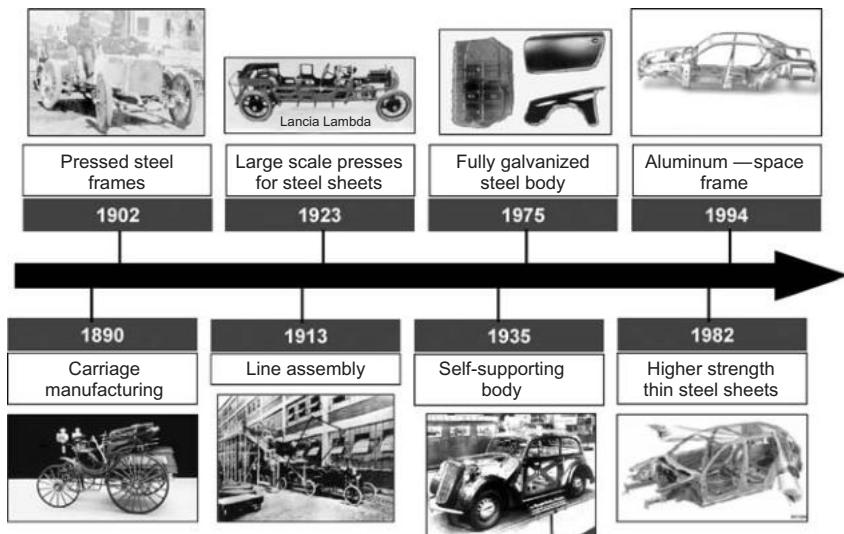 Lancia Lambda
Pressed steel
frames
Large scale presses
for steel sheets
Fully galvanized
steel body
Aluminum —space
frame
1902
1923
1975
1994
1890
1913
1935
1982
Carriage
manufacturing
Line assembly
Self-supporting
body
Higher strength
thin steel sheets